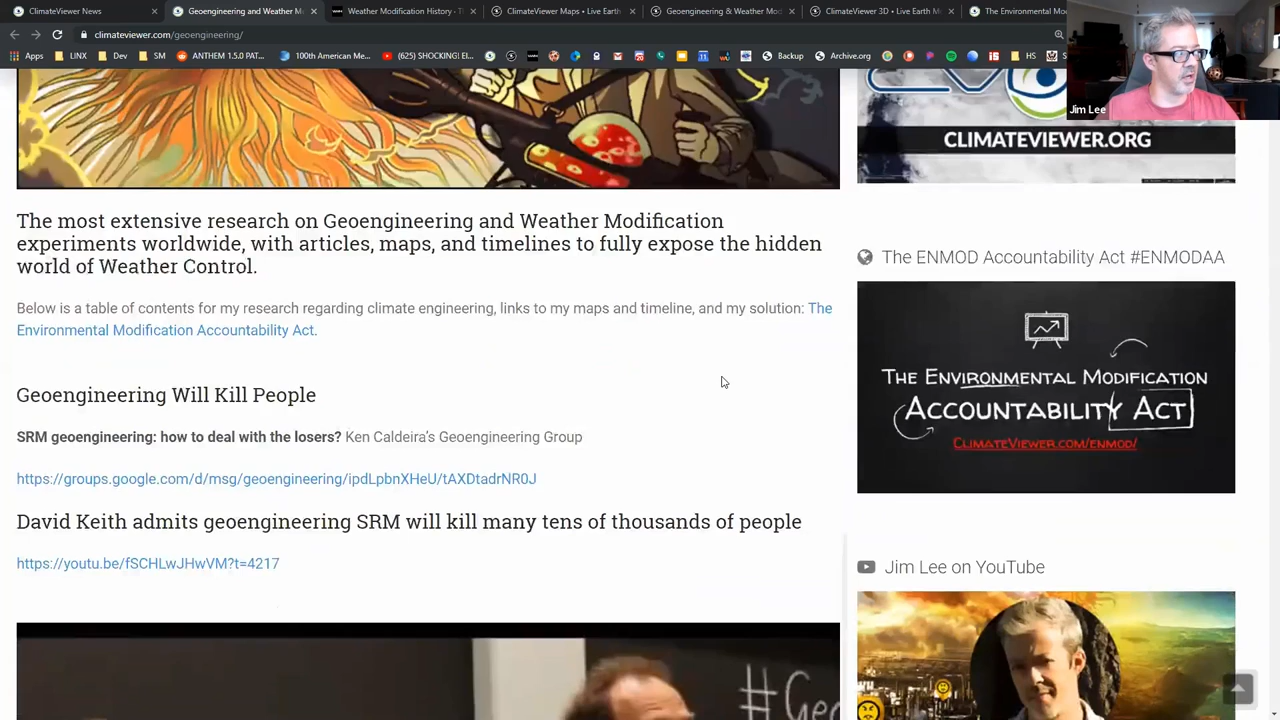 ClimateViewer News
Geoengineering and Weather M
Weather Modification History - T
ClimateViewer Maps • Live Earth
Geoengineering & Weather Mod
ClimateViewer 3D • Live Earth M
The Environmental Mo
climateviewer.com/geoengineering/
Apps
LINX
Dev
SM
ANTHEM 1.5.0 PAT...
100th American Me...
(625) SHOCKING! EL...
Backup
Archive.org
HS
Jim Lee
CLIMATEVIEWER.ORG
The most extensive research on Geoengineering and Weather Modification
experiments worldwide, with articles, maps, and timelines to fully expose the hidden
world of Weather Control.
Below is a table of contents for my research regarding climate engineering, links to my maps and timeline, and my solution: The
Environmental Modification Accountability Act.
Geoengineering Will Kill People
SRM geoengineering: how to deal with the losers? Ken Caldeira's Geoengineering Group
https://groups.google.com/d/msg/geoengineering/ipdLpbnXHeU/tAXDtadrNR0J
David Keith admits geoengineering SRM will kill many tens of thousands of people
https://youtu.be/fSCHLwJHwVM?t=4217
#Ge
The ENMOD Accountability Act #ENMODAA
The Environmental Modification
Accountability Act
ClimateViewer.com/enmod/
Jim Lee on YouTube